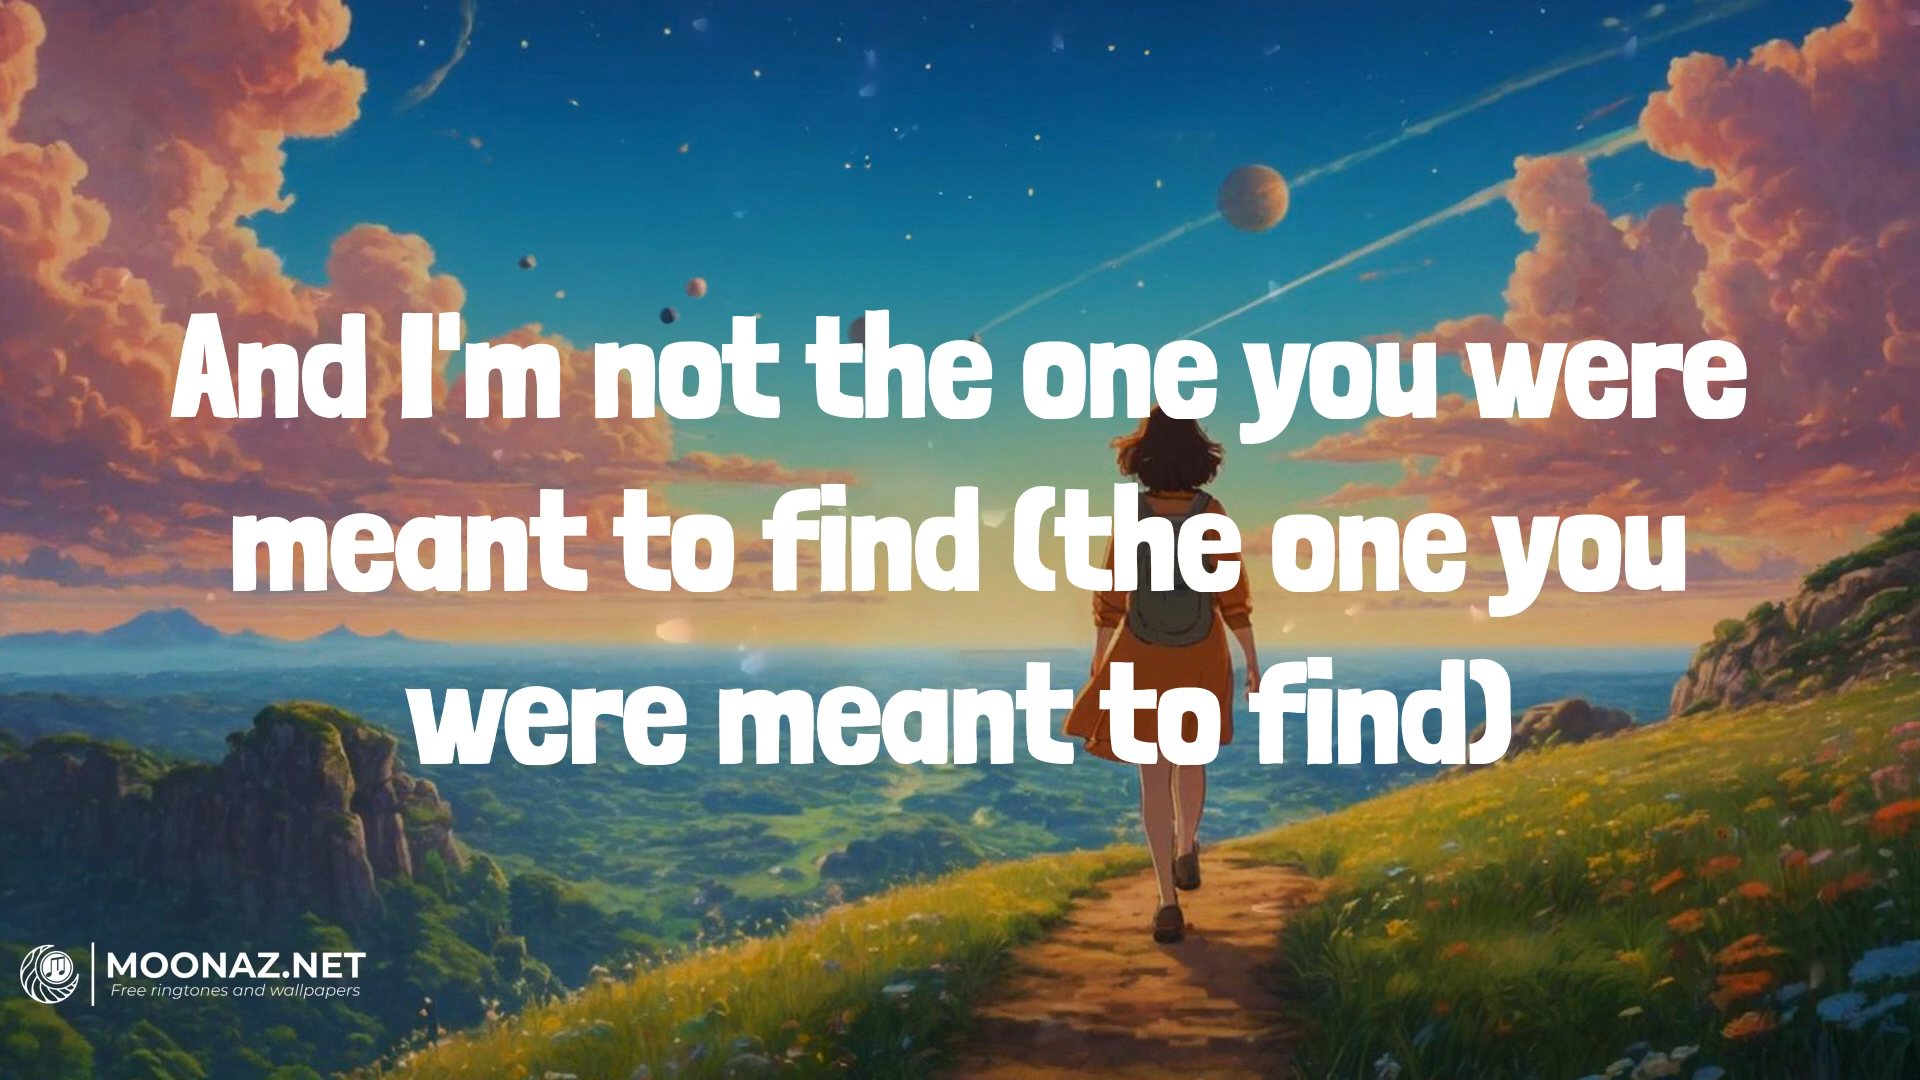 And I'm not the one you were
meant to find (the one you
were meant to find)
MOONAZ.NET
Free ringtones and wallpapers